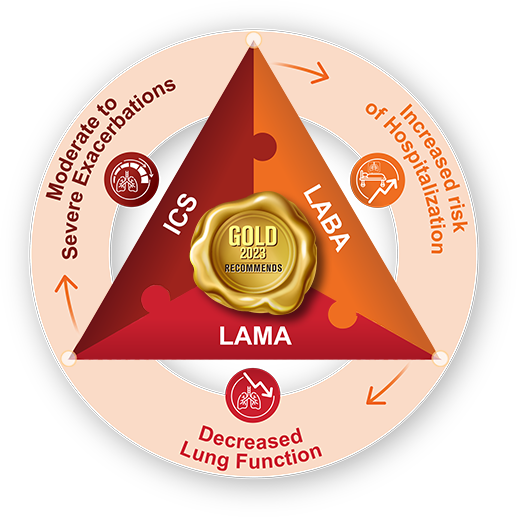 Moderate to
Severe Exacerbations
Increased risk
of Hospitalization
ICS
LABA
GOLD
2023
RECOMMENDS
LAMA
Decreased
Lung Function